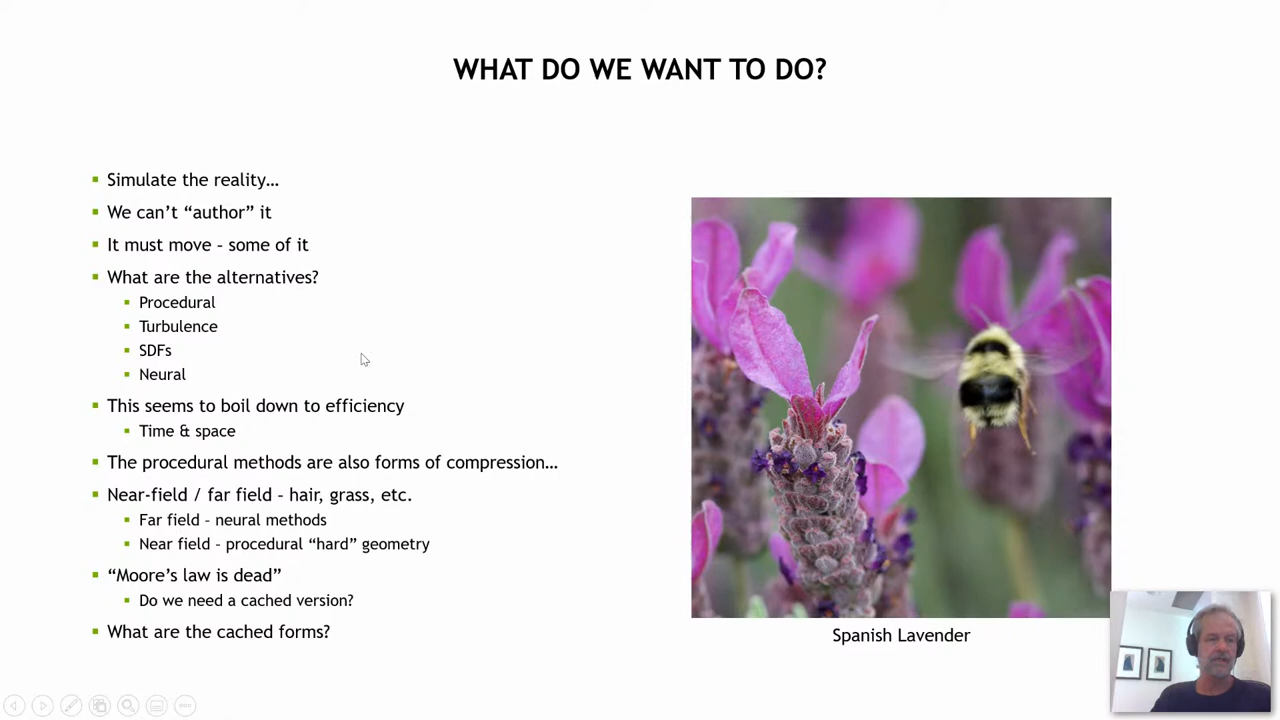 WHAT DO WE WANT TO DO?
Simulate the reality…
We can’t “author” it
It must move – some of it
What are the alternatives?
Procedural
Turbulence
SDFs
Neural
This seems to boil down to efficiency
Time & space
The procedural methods are also forms of compression…
Near-field / far field – hair, grass, etc.
Far field – neural methods
Near field – procedural “hard” geometry
“Moore’s law is dead”
Do we need a cached version?
What are the cached forms?
Spanish Lavender